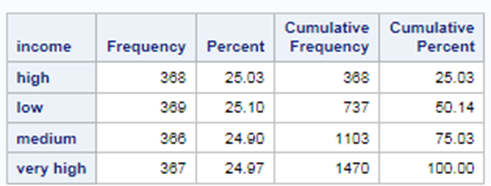 Cumulative Cumulative
income Frequency Percent Frequency Percent
high 368 25.03 368 25.03
low 369 25.10 737 50.14
medium 366 24.90 1103 75.03
very high 367 24.97 1470 100.00